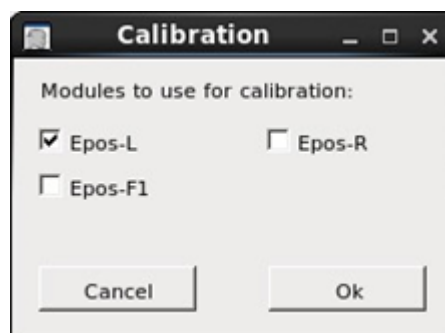 Calibration
Modules to use for calibration:
Epos-L Epos-R
Epos-F1
Cancel Ok